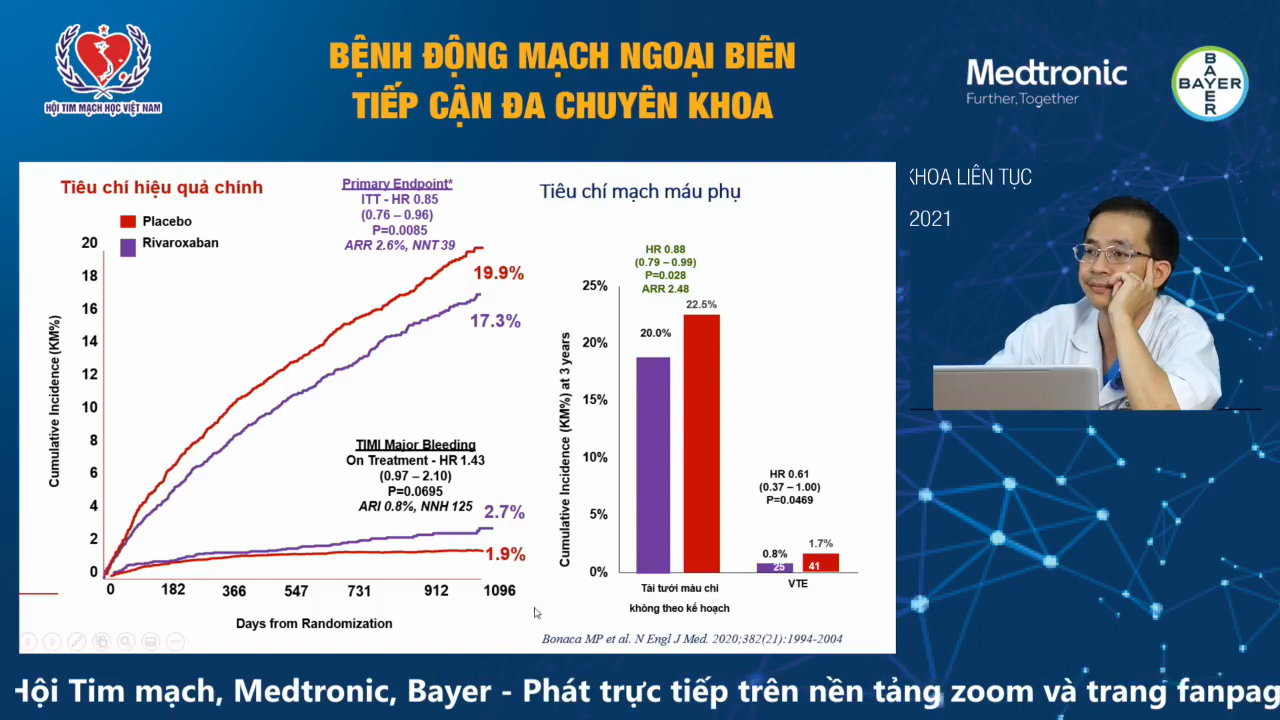 HỘI TIM MẠCH HỌC VIỆT NAM
BỆNH ĐỘNG MẠCH NGOẠI BIÊN
TIẾP CẬN ĐA CHUYÊN KHOA
Medtronic
Further, Together
BAYER
BAYER
KHOA LIÊN TỤC
2021
Tiêu chí hiệu quả chính
Placebo
Rivaroxaban
Primary Endpoint*
ITT - HR 0.85
(0.76 – 0.96)
P=0.0085
ARR 2.6%, NNT 39
20
18
16
14
12
10
8
6
4
2
0
Cumulative Incidence (KM%)
19.9%
17.3%
TIMI Major Bleeding
On Treatment - HR 1.43
(0.97 – 2.10)
P=0.0695
ARI 0.8%, NNH 125
2.7%
1.9%
0 182 366 547 731 912 1096
Days from Randomization
Tiêu chí mạch máu phụ
HR 0.88
(0.79 – 0.99)
P=0.028
ARR 2.48
25%
20%
15%
10%
5%
0%
Cumulative Incidence (KM%) at 3 years
20.0%
22.5%
HR 0.61
(0.37 – 1.00)
P=0.0469
0.8%
1.7%
25
41
Tái tưới máu chi
không theo kế hoạch
VTE
Bonaca MP et al. N Engl J Med. 2020;382(21):1994-2004
Hội Tim mạch, Medtronic, Bayer - Phát trực tiếp trên nền tảng zoom và trang fanpag